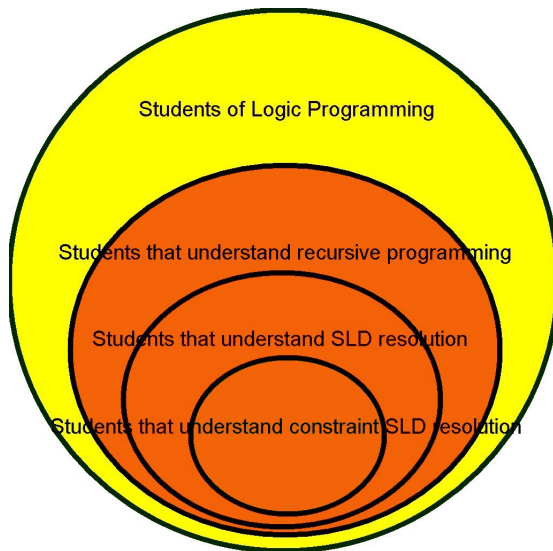 Students of Logic Programming
Students that understand recursive programming
Students that understand SLD resolution
Students that understand constraint SLD resolution